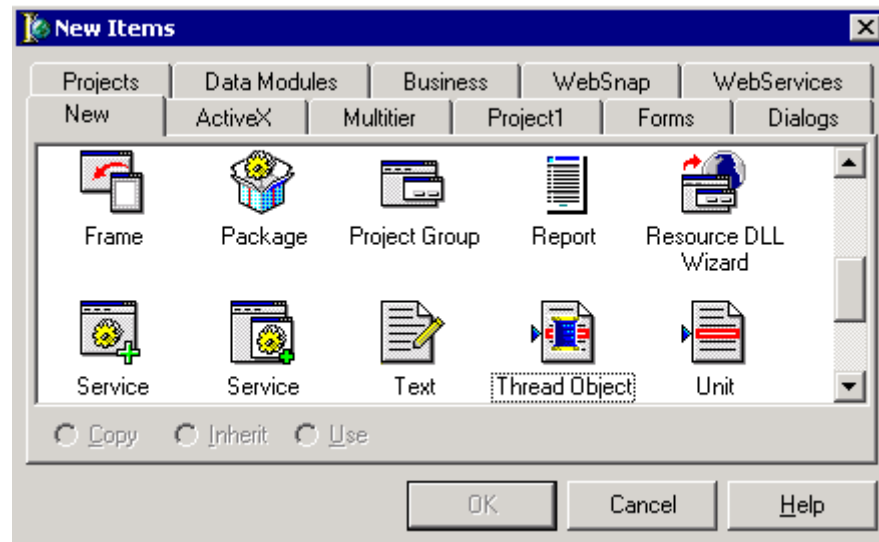 New Items
Projects Data Modules Business WebSnap WebServices
New ActiveX Multitier Project1 Forms Dialogs
Frame Package Project Group Report Resource DLL
Wizard
Service Service Text Thread Object Unit
Copy Inherit Use
OK Cancel Help